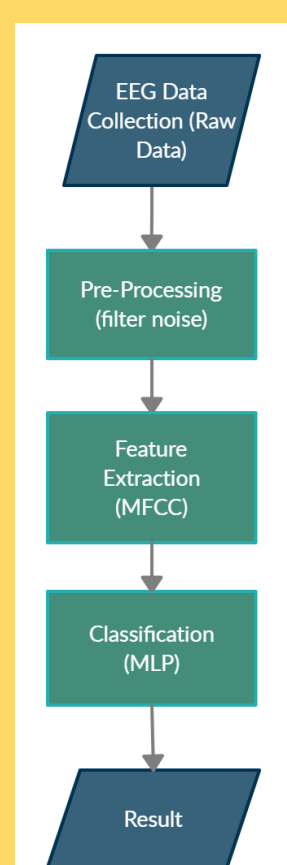 EEG Data
Collection (Raw
Data)
Pre-Processing
(filter noise)
Feature
Extraction
(MFCC)
Classification
(MLP)
Result